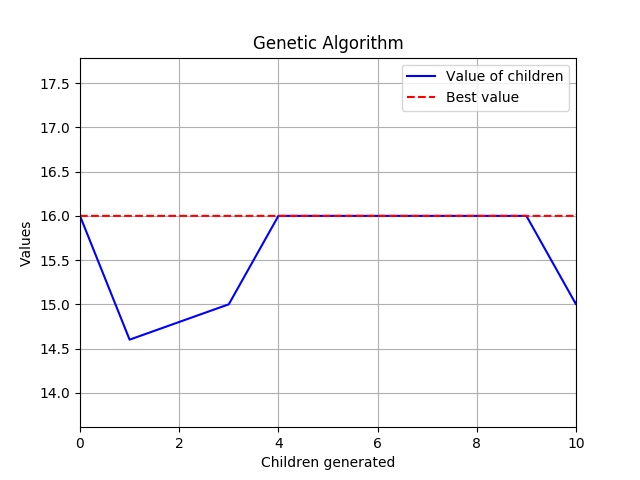 Genetic Algorithm
Value of children
Best value
17.5
17.0
16.5
16.0
15.5
15.0
14.5
14.0
Values
0 2 4 6 8 10
Children generated